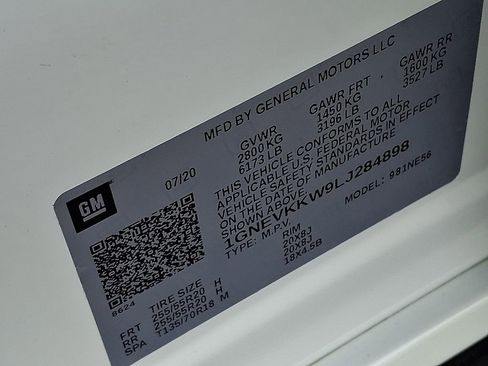 MFD BY GENERAL MOTORS LLC
GVWR GAWR FRT GAWR RR
2800 KG 1450 KG 1600 KG
6173 LB 3196 LB 3527 LB
THIS VEHICLE CONFORMS TO ALL
APPLICABLE U.S. FEDERAL MOTOR
VEHICLE SAFETY STANDARDS IN EFFECT
ON THE DATE OF MANUFACTURE
SHOWN ABOVE.
1GNEVKKW9LJ284898
TYPE: M.P.V. MODEL: 981NE56
GM 07/20
8624
TIRE SIZE RIM
FRT 255/55R20 H 20X8J
RR 255/55R20 H 20X8J
SPA T135/70R18 M 18X4.5B